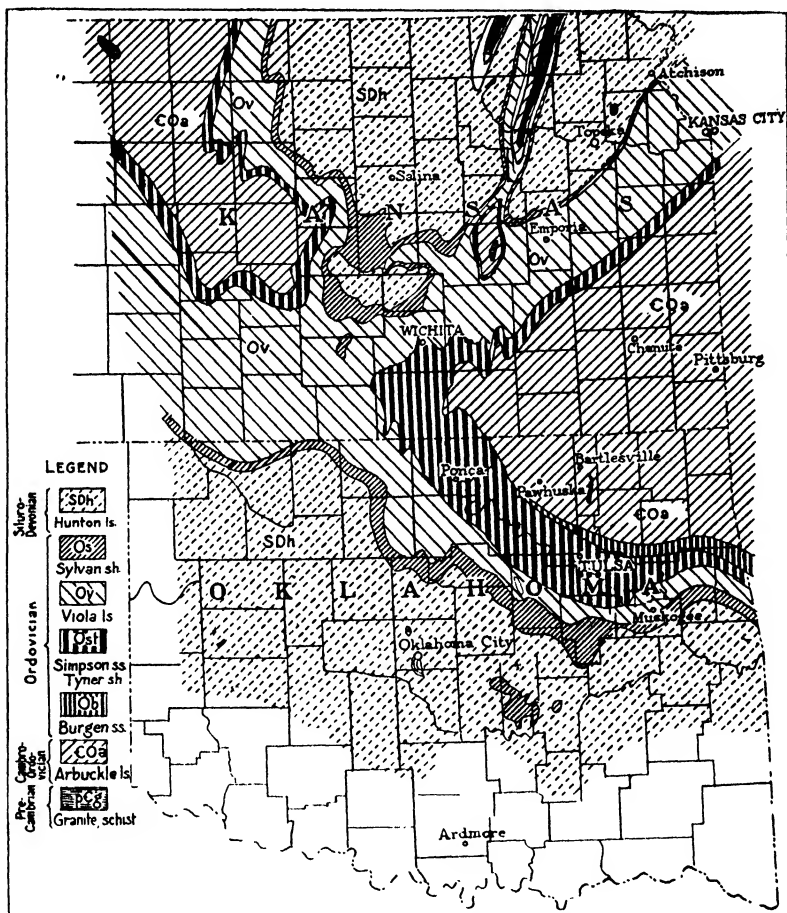 Atchison
Ov
SDh
COa
KANSAS CITY
Topeka
Salina
K A N S A S
Emporia
Ov
COa
WICHITA
Chanute
Ov
Pittsburg
LEGEND
Bartlesville
Ponca
Pawhuska
COa
SDh
Siluro-Devonian
SDh
Hunton ls.
TULSA
Ordovician
Os
Sylvan sh.
O K L A H O M A
Ov
Viola ls
Muskogee
Oklahoma City
Ost
Simpson ss.
Tyner sh
Ob
Burgen ss.
Cambro-Ordovician
COa
Arbuckle ls.
Pre-Cambrian
pCg
Granite, schist
Ardmore